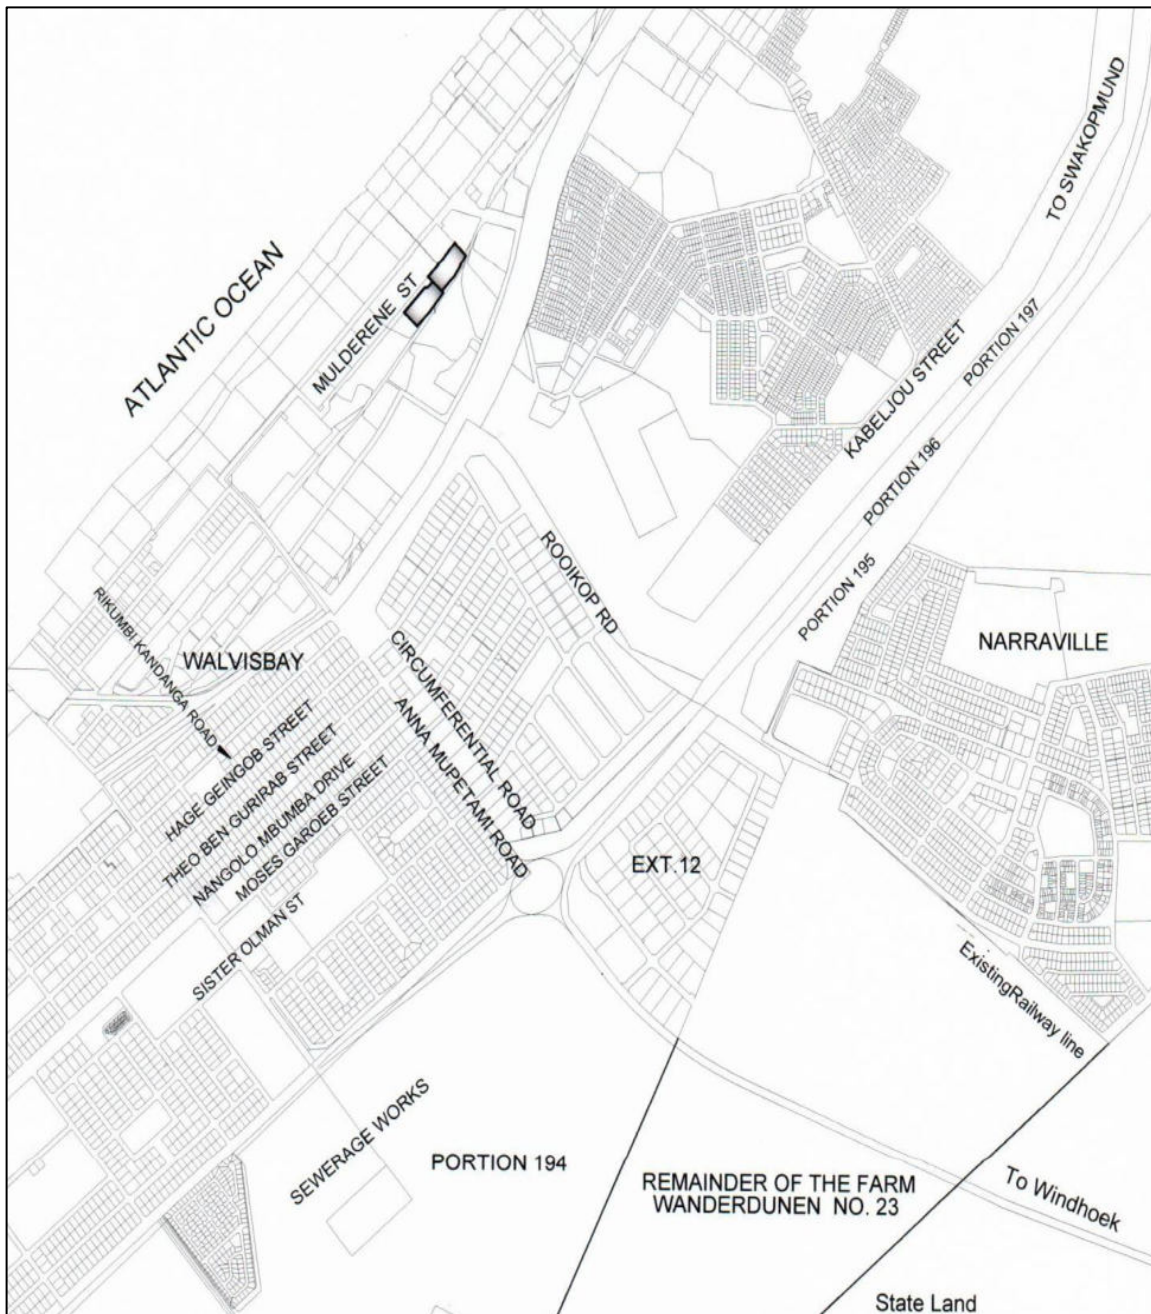 TO SWAKOPMUND
ATLANTIC OCEAN
MULDERENE ST
PORTION 197
KABELJOU STREET
PORTION 196
PORTION 195
ROOIKOP RD
RIKUMBI KANDANGA ROAD
WALVISBAY
NARRAVILLE
CIRCUMFERENTIAL ROAD
ANNA MUPETAMI ROAD
HAGE GEINGOB STREET
THEO BEN GURIRAB STREET
NANGOLO MBUMBA DRIVE
MOSES GAROEB STREET
EXT.12
SISTER OLMAN ST
ExistingRailway line
SEWERAGE WORKS
PORTION 194
REMAINDER OF THE FARM
WANDERDUNEN NO. 23
To Windhoek
State Land